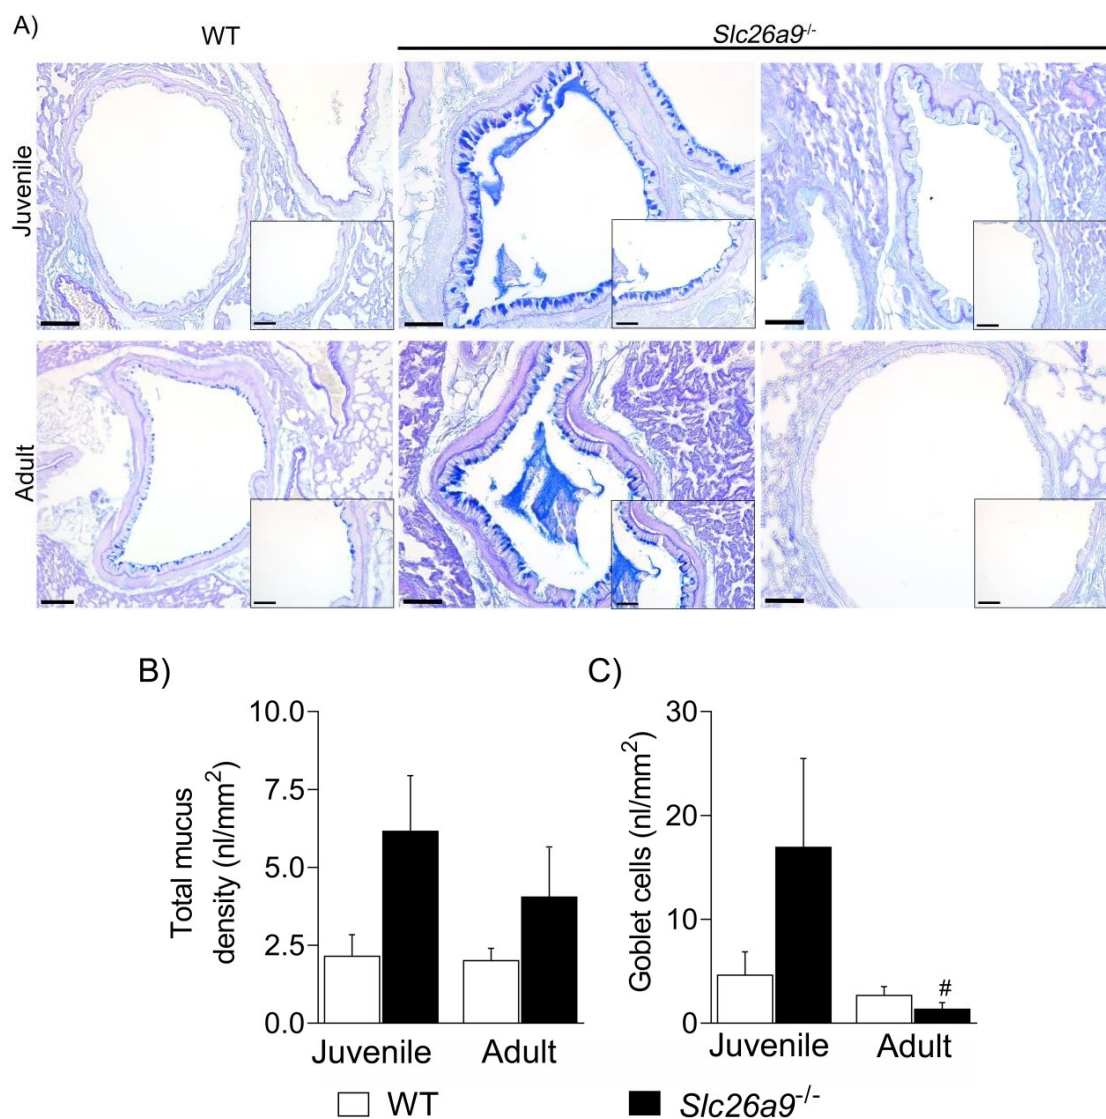 A)
WT
Slc26a9-/-
Juvenile
Adult
B)
Total mucus
density (nl/mm2)
10.0
7.5
5.0
2.5
0.0
Juvenile
Adult
C)
Goblet cells (nl/mm2)
30
20
10
0
#
Juvenile
Adult
WT
Slc26a9-/-